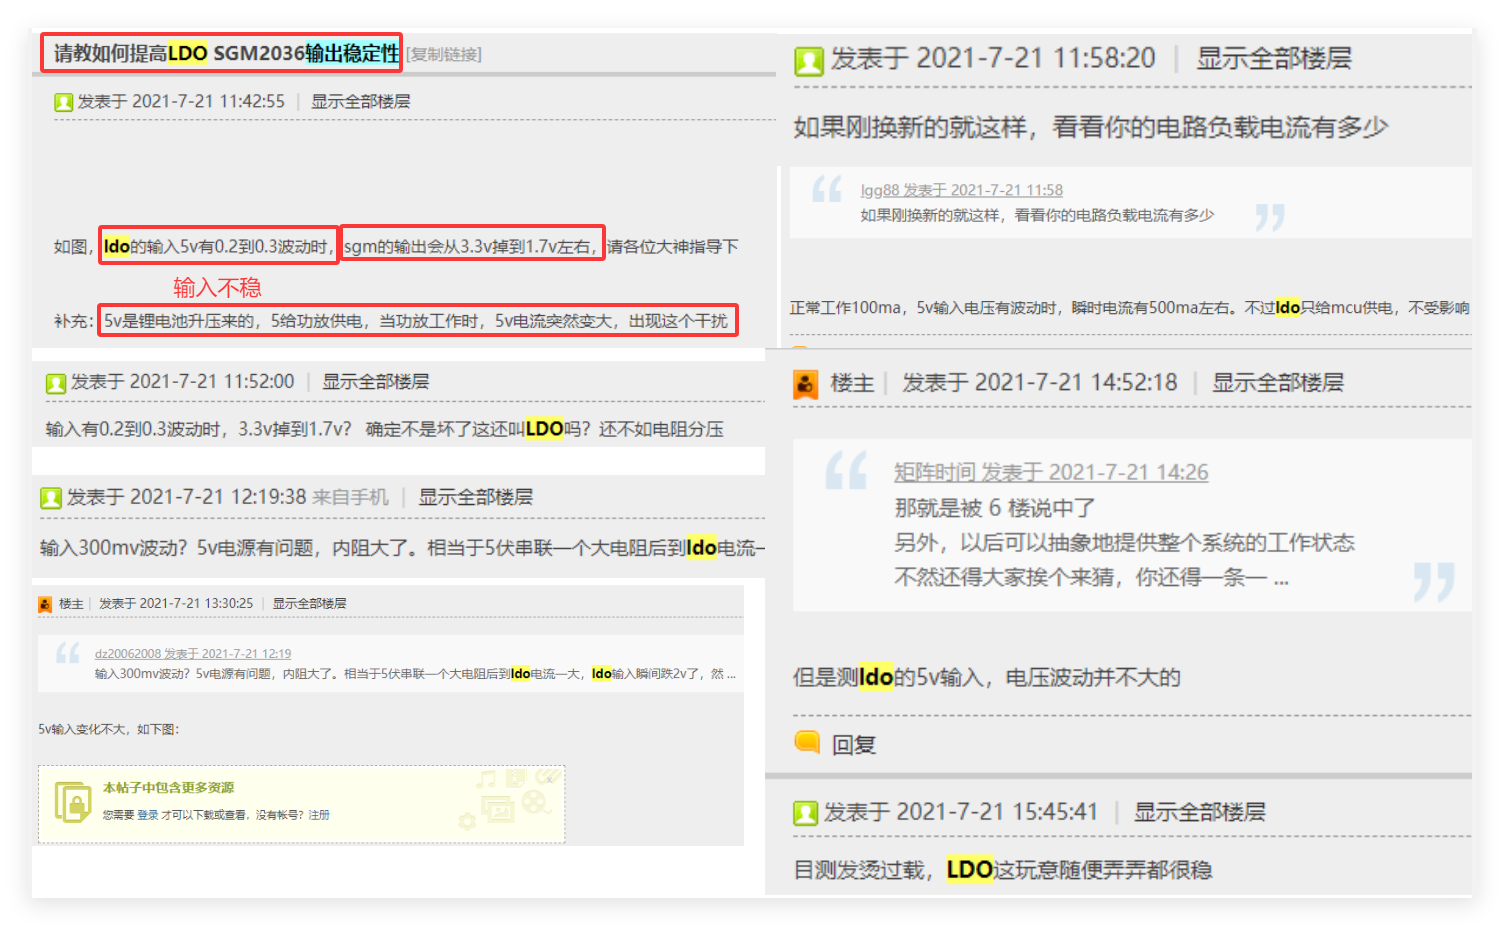 请教如何提高LDO SGM2036输出稳定性 [复制链接]
发表于 2021-7-21 11:42:55 | 显示全部楼层
如图，ldo的输入5v有0.2到0.3波动时，sgm的输出会从3.3v掉到1.7v左右，请各位大神指导下
输入不稳
补充：5v是锂电池升压来的，5给功放供电，当功放工作时，5v电流突然变大，出现这个干扰
发表于 2021-7-21 11:52:00 | 显示全部楼层
输入有0.2到0.3波动时，3.3v掉到1.7v？ 确定不是坏了这还叫LDO吗？还不如电阻分压
发表于 2021-7-21 12:19:38 来自手机 | 显示全部楼层
输入300mv波动？5v电源有问题，内阻大了。相当于5伏串联一个大电阻后到ldo电流一
楼主 | 发表于 2021-7-21 13:30:25 | 显示全部楼层
dz20062008 发表于 2021-7-21 12:19
输入300mv波动？5v电源有问题，内阻大了。相当于5伏串联一个大电阻后到ldo电流一大，ldo输入瞬间跌2v了，然 ...
5v输入变化不大，如下图：
本帖子中包含更多资源
您需要 登录 才可以下载或查看，没有帐号？注册
发表于 2021-7-21 11:58:20 | 显示全部楼层
如果刚换新的就这样，看看你的电路负载电流有多少
lgg88 发表于 2021-7-21 11:58
如果刚换新的就这样，看看你的电路负载电流有多少
正常工作100ma，5v输入电压有波动时，瞬时电流有500ma左右。不过ldo只给mcu供电，不受影响
楼主 | 发表于 2021-7-21 14:52:18 | 显示全部楼层
矩阵时间 发表于 2021-7-21 14:26
那就是被 6 楼说中了
另外，以后可以抽象地提供整个系统的工作状态
不然还得大家挨个来猜，你还得一条一 ...
但是测ldo的5v输入，电压波动并不大的
回复
发表于 2021-7-21 15:45:41 | 显示全部楼层
目测发烫过载，LDO这玩意随便弄弄都很稳